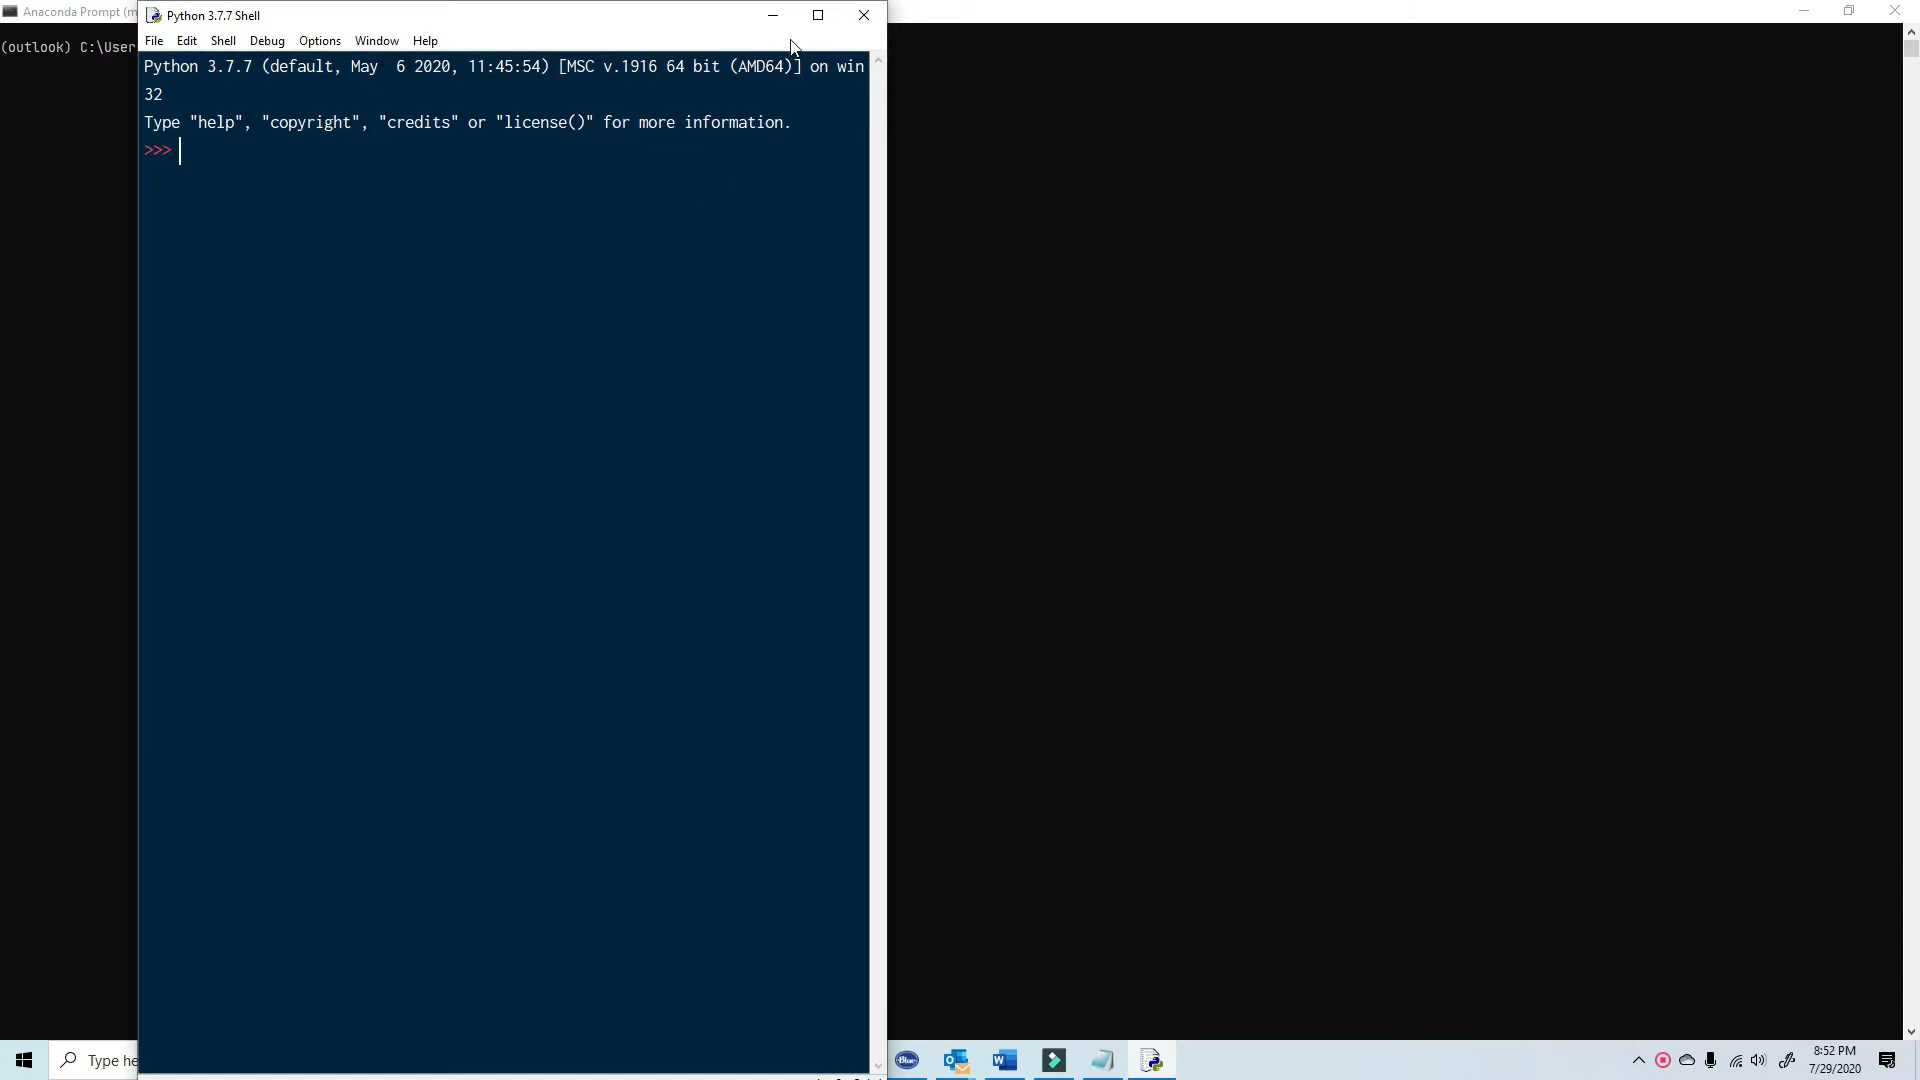 Anaconda Prompt (m
Python 3.7.7 Shell
(outlook) C:\User
File Edit Shell Debug Options Window Help
Python 3.7.7 (default, May  6 2020, 11:45:54) [MSC v.1916 64 bit (AMD64)] on win
32
Type "help", "copyright", "credits" or "license()" for more information.
>>>
Type he
Blue
8:52 PM
7/29/2020